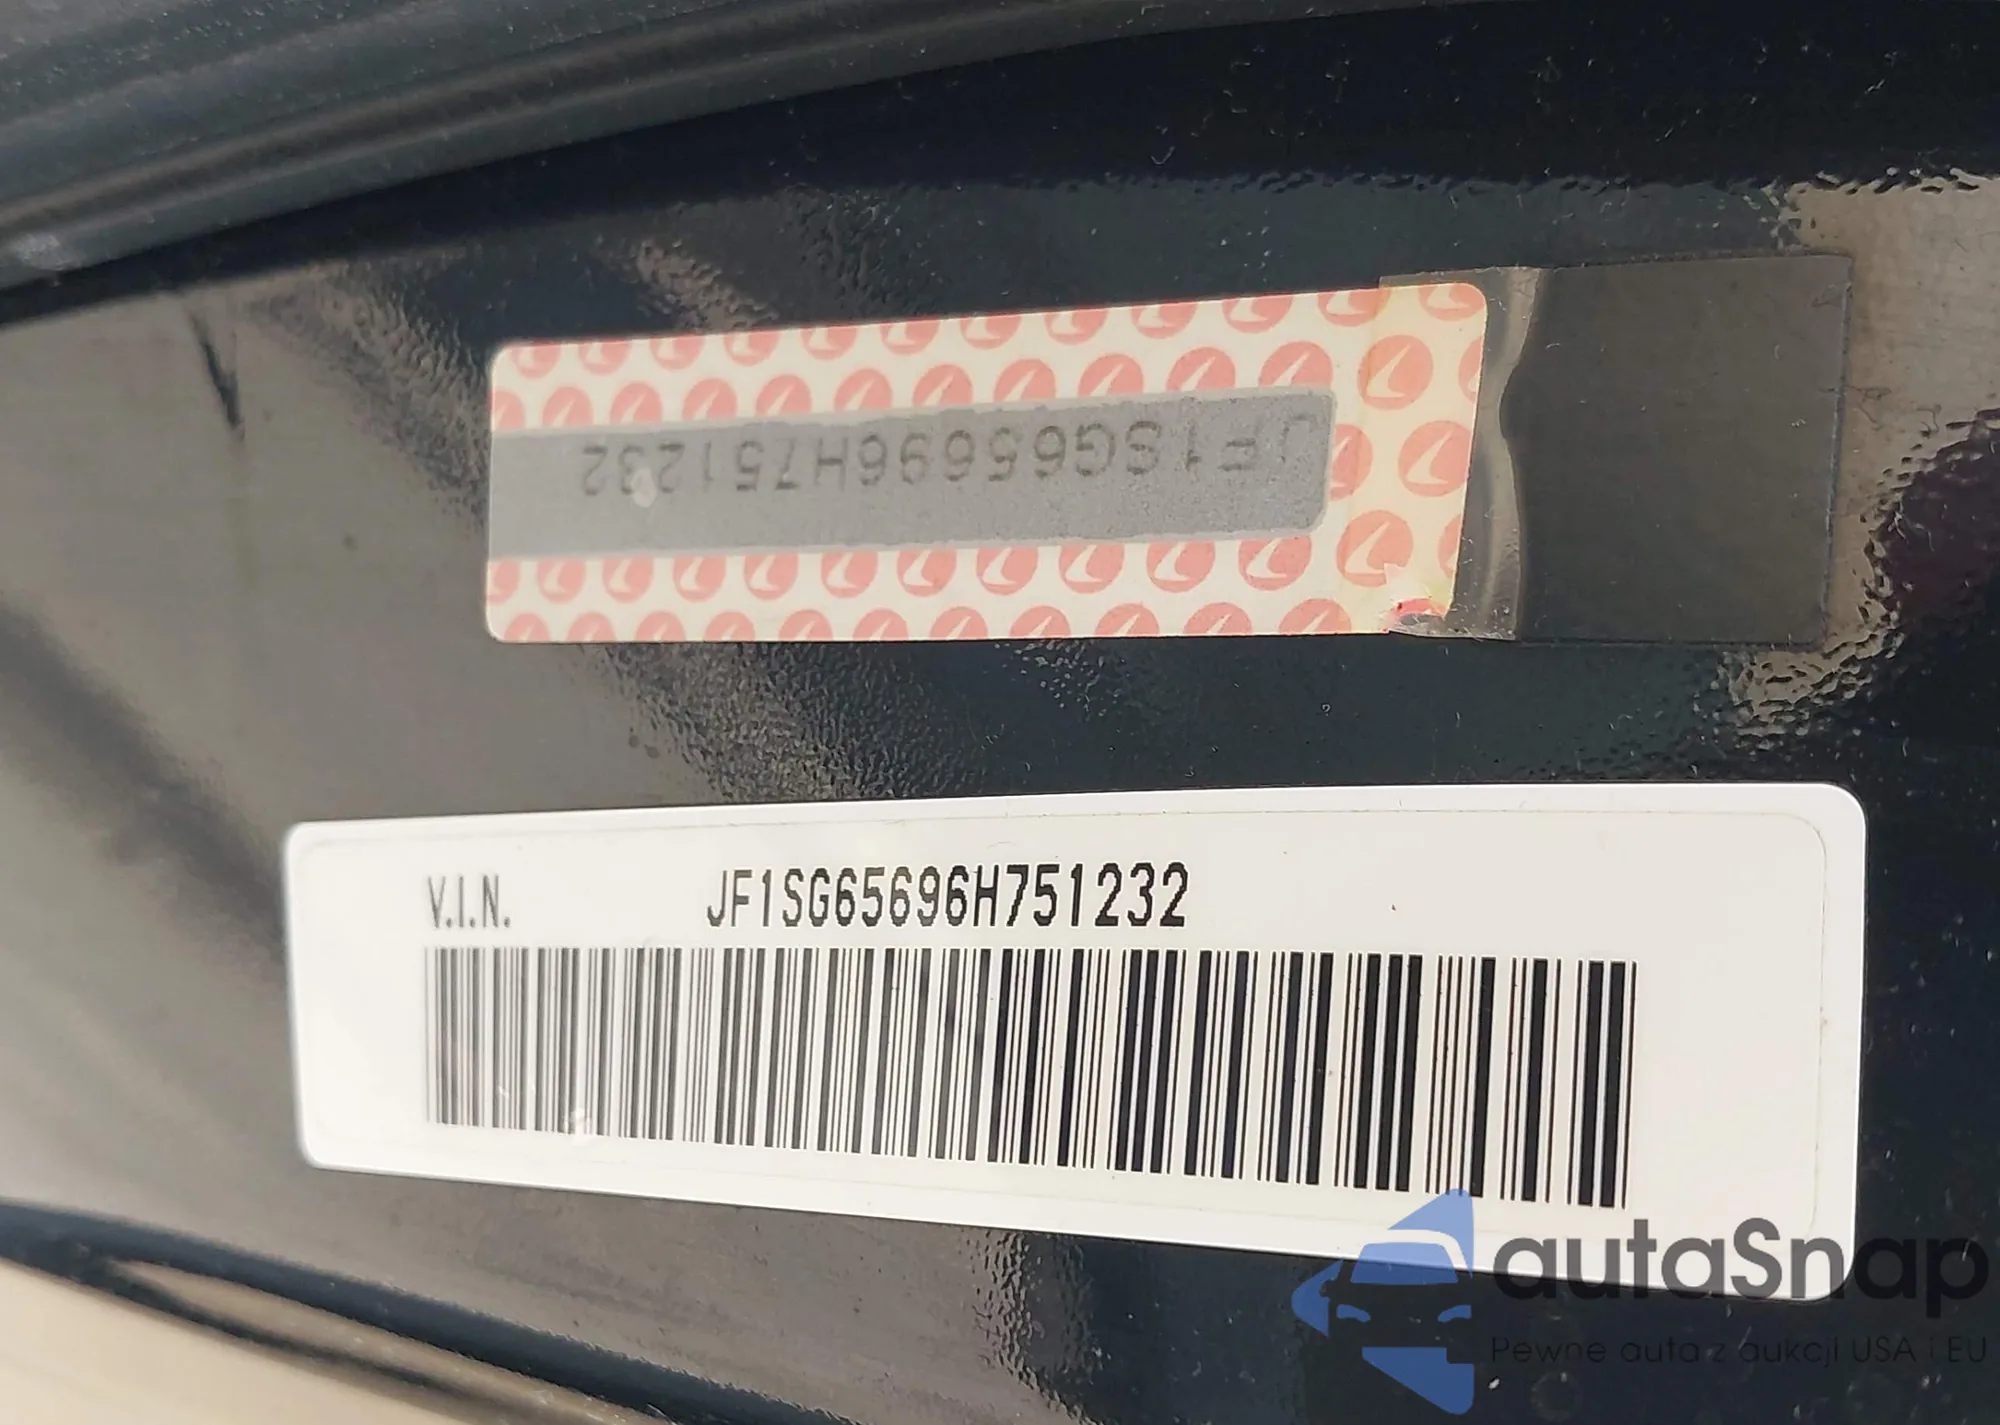 JF1SG65696H751232
V.I.N. JF1SG65696H751232
autaSnap
Pewne auta z aukcji USA i EU